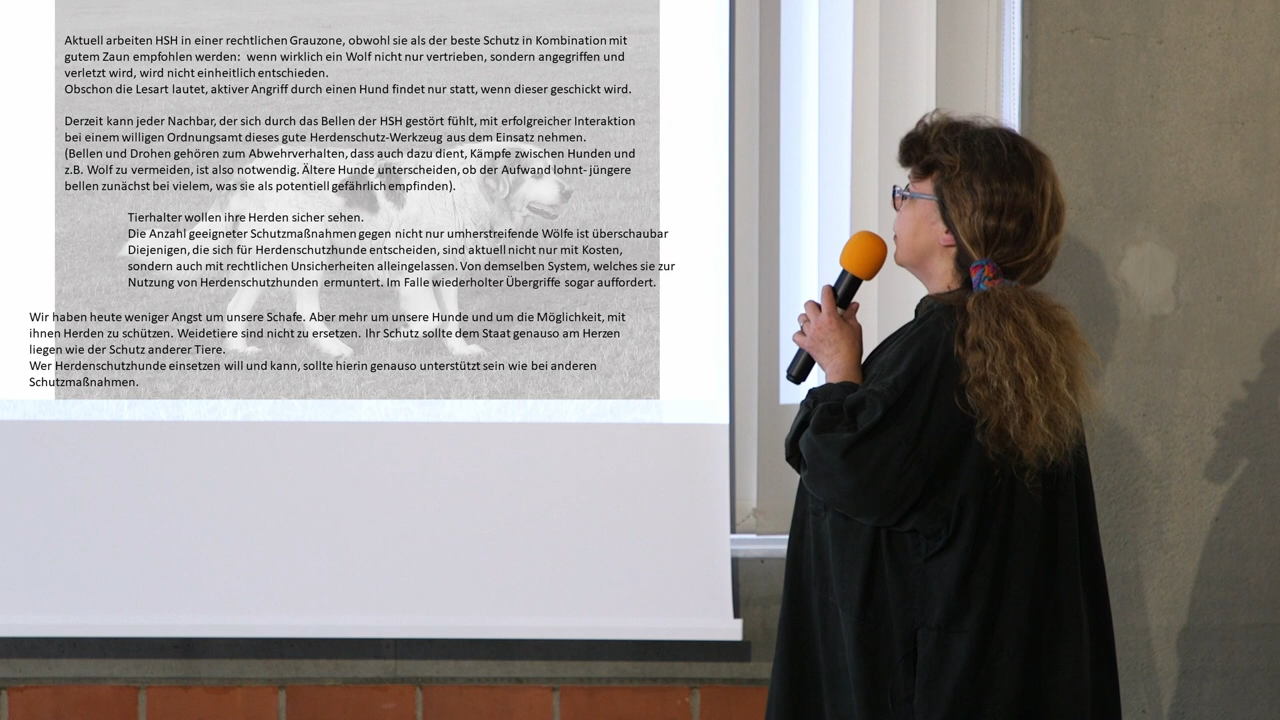 Aktuell arbeiten HSH in einer rechtlichen Grauzone, obwohl sie als der beste Schutz in Kombination mit
gutem Zaun empfohlen werden: wenn wirklich ein Wolf nicht nur vertrieben, sondern angegriffen und
verletzt wird, wird nicht einheitlich entschieden.
Obschon die Lesart lautet, aktiver Angriff durch einen Hund findet nur statt, wenn dieser geschickt wird.
Derzeit kann jeder Nachbar, der sich durch das Bellen der HSH gestört fühlt, mit erfolgreicher Interaktion
bei einem willigen Ordnungsamt dieses gute Herdenschutz-Werkzeug aus dem Einsatz nehmen.
(Bellen und Drohen gehören zum Abwehrverhalten, dass auch dazu dient, Kämpfe zwischen Hunden und
z.B. Wolf zu vermeiden, ist also notwendig. Ältere Hunde unterscheiden, ob der Aufwand lohnt- jüngere
bellen zunächst bei vielem, was sie als potentiell gefährlich empfinden).
Tierhalter wollen ihre Herden sicher sehen.
Die Anzahl geeigneter Schutzmaßnahmen gegen nicht nur umherstreifende Wölfe ist überschaubar
Diejenigen, die sich für Herdenschutzhunde entscheiden, sind aktuell nicht nur mit Kosten,
sondern auch mit rechtlichen Unsicherheiten alleingelassen. Von demselben System, welches sie zur
Nutzung von Herdenschutzhunden ermuntert. Im Falle wiederholter Übergriffe sogar auffordert.
Wir haben heute weniger Angst um unsere Schafe. Aber mehr um unsere Hunde und um die Möglichkeit, mit
ihnen Herden zu schützen. Weidetiere sind nicht zu ersetzen. Ihr Schutz sollte dem Staat genauso am Herzen
liegen wie der Schutz anderer Tiere.
Wer Herdenschutzhunde einsetzen will und kann, sollte hierin genauso unterstützt sein wie bei anderen
Schutzmaßnahmen.